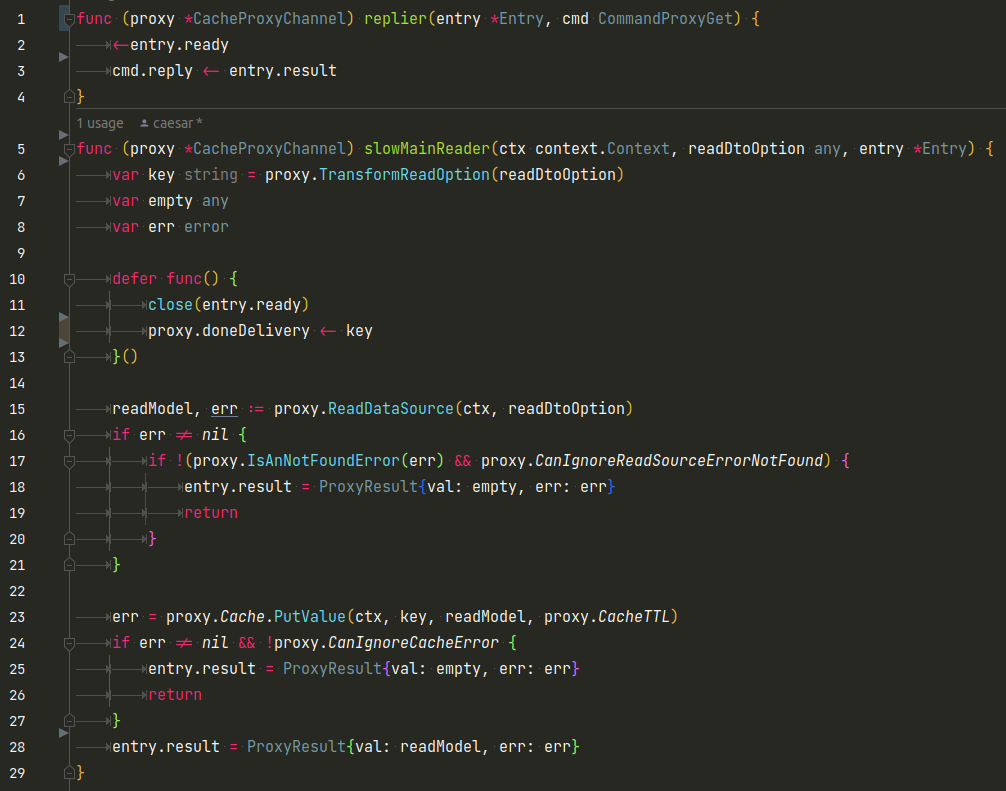 1 func (proxy *CacheProxyChannel) replier(entry *Entry, cmd CommandProxyGet) {
2 <-entry.ready
3 cmd.reply <- entry.result
4 }
1 usage caesar *
5 func (proxy *CacheProxyChannel) slowMainReader(ctx context.Context, readDtoOption any, entry *Entry) {
6 var key string = proxy.TransformReadOption(readDtoOption)
7 var empty any
8 var err error
9
10 defer func() {
11 close(entry.ready)
12 proxy.doneDelivery <- key
13 }()
14
15 readModel, err := proxy.ReadDataSource(ctx, readDtoOption)
16 if err != nil {
17 if !(proxy.IsAnNotFoundError(err) && proxy.CanIgnoreReadSourceErrorNotFound) {
18 entry.result = ProxyResult{val: empty, err: err}
19 return
20 }
21 }
22
23 err = proxy.Cache.PutValue(ctx, key, readModel, proxy.CacheTTL)
24 if err != nil && !proxy.CanIgnoreCacheError {
25 entry.result = ProxyResult{val: empty, err: err}
26 return
27 }
28 entry.result = ProxyResult{val: readModel, err: err}
29 }